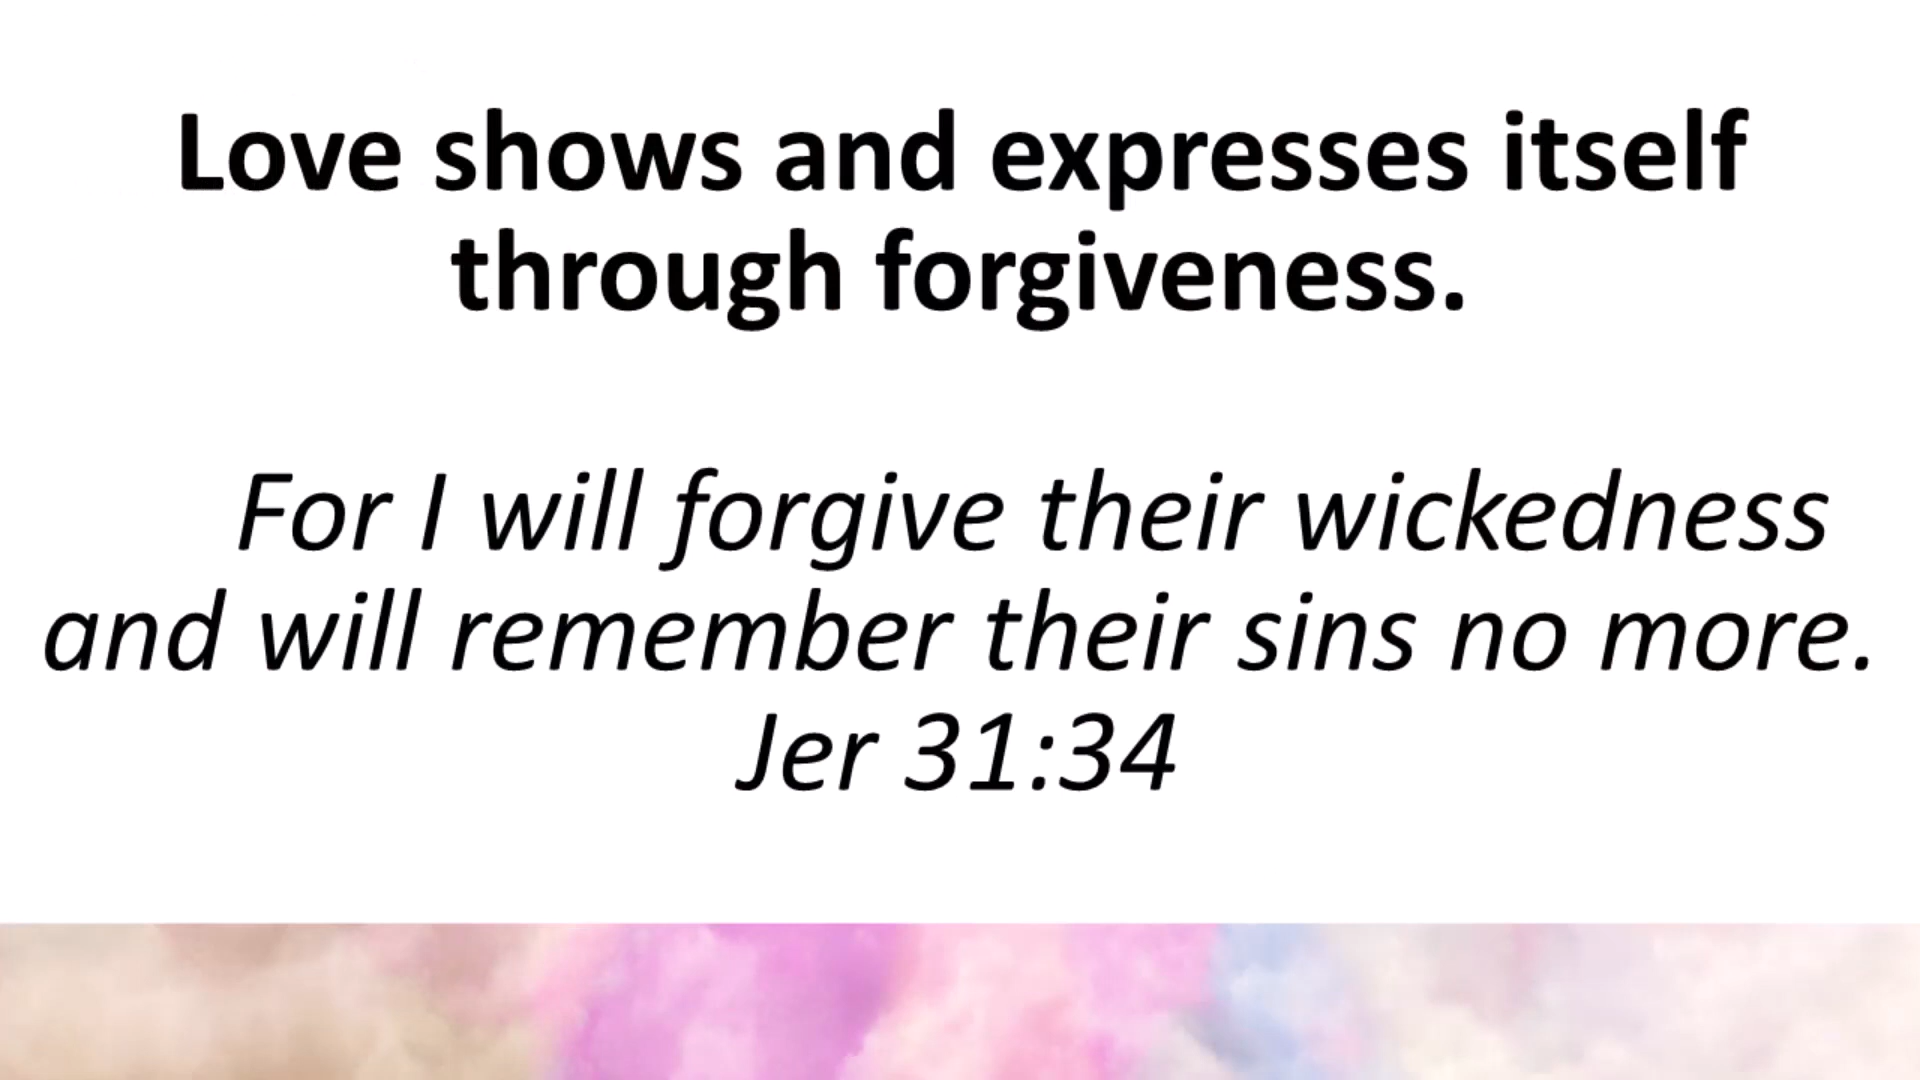 Love shows and expresses itself
through forgiveness.
For I will forgive their wickedness
and will remember their sins no more.
Jer 31:34